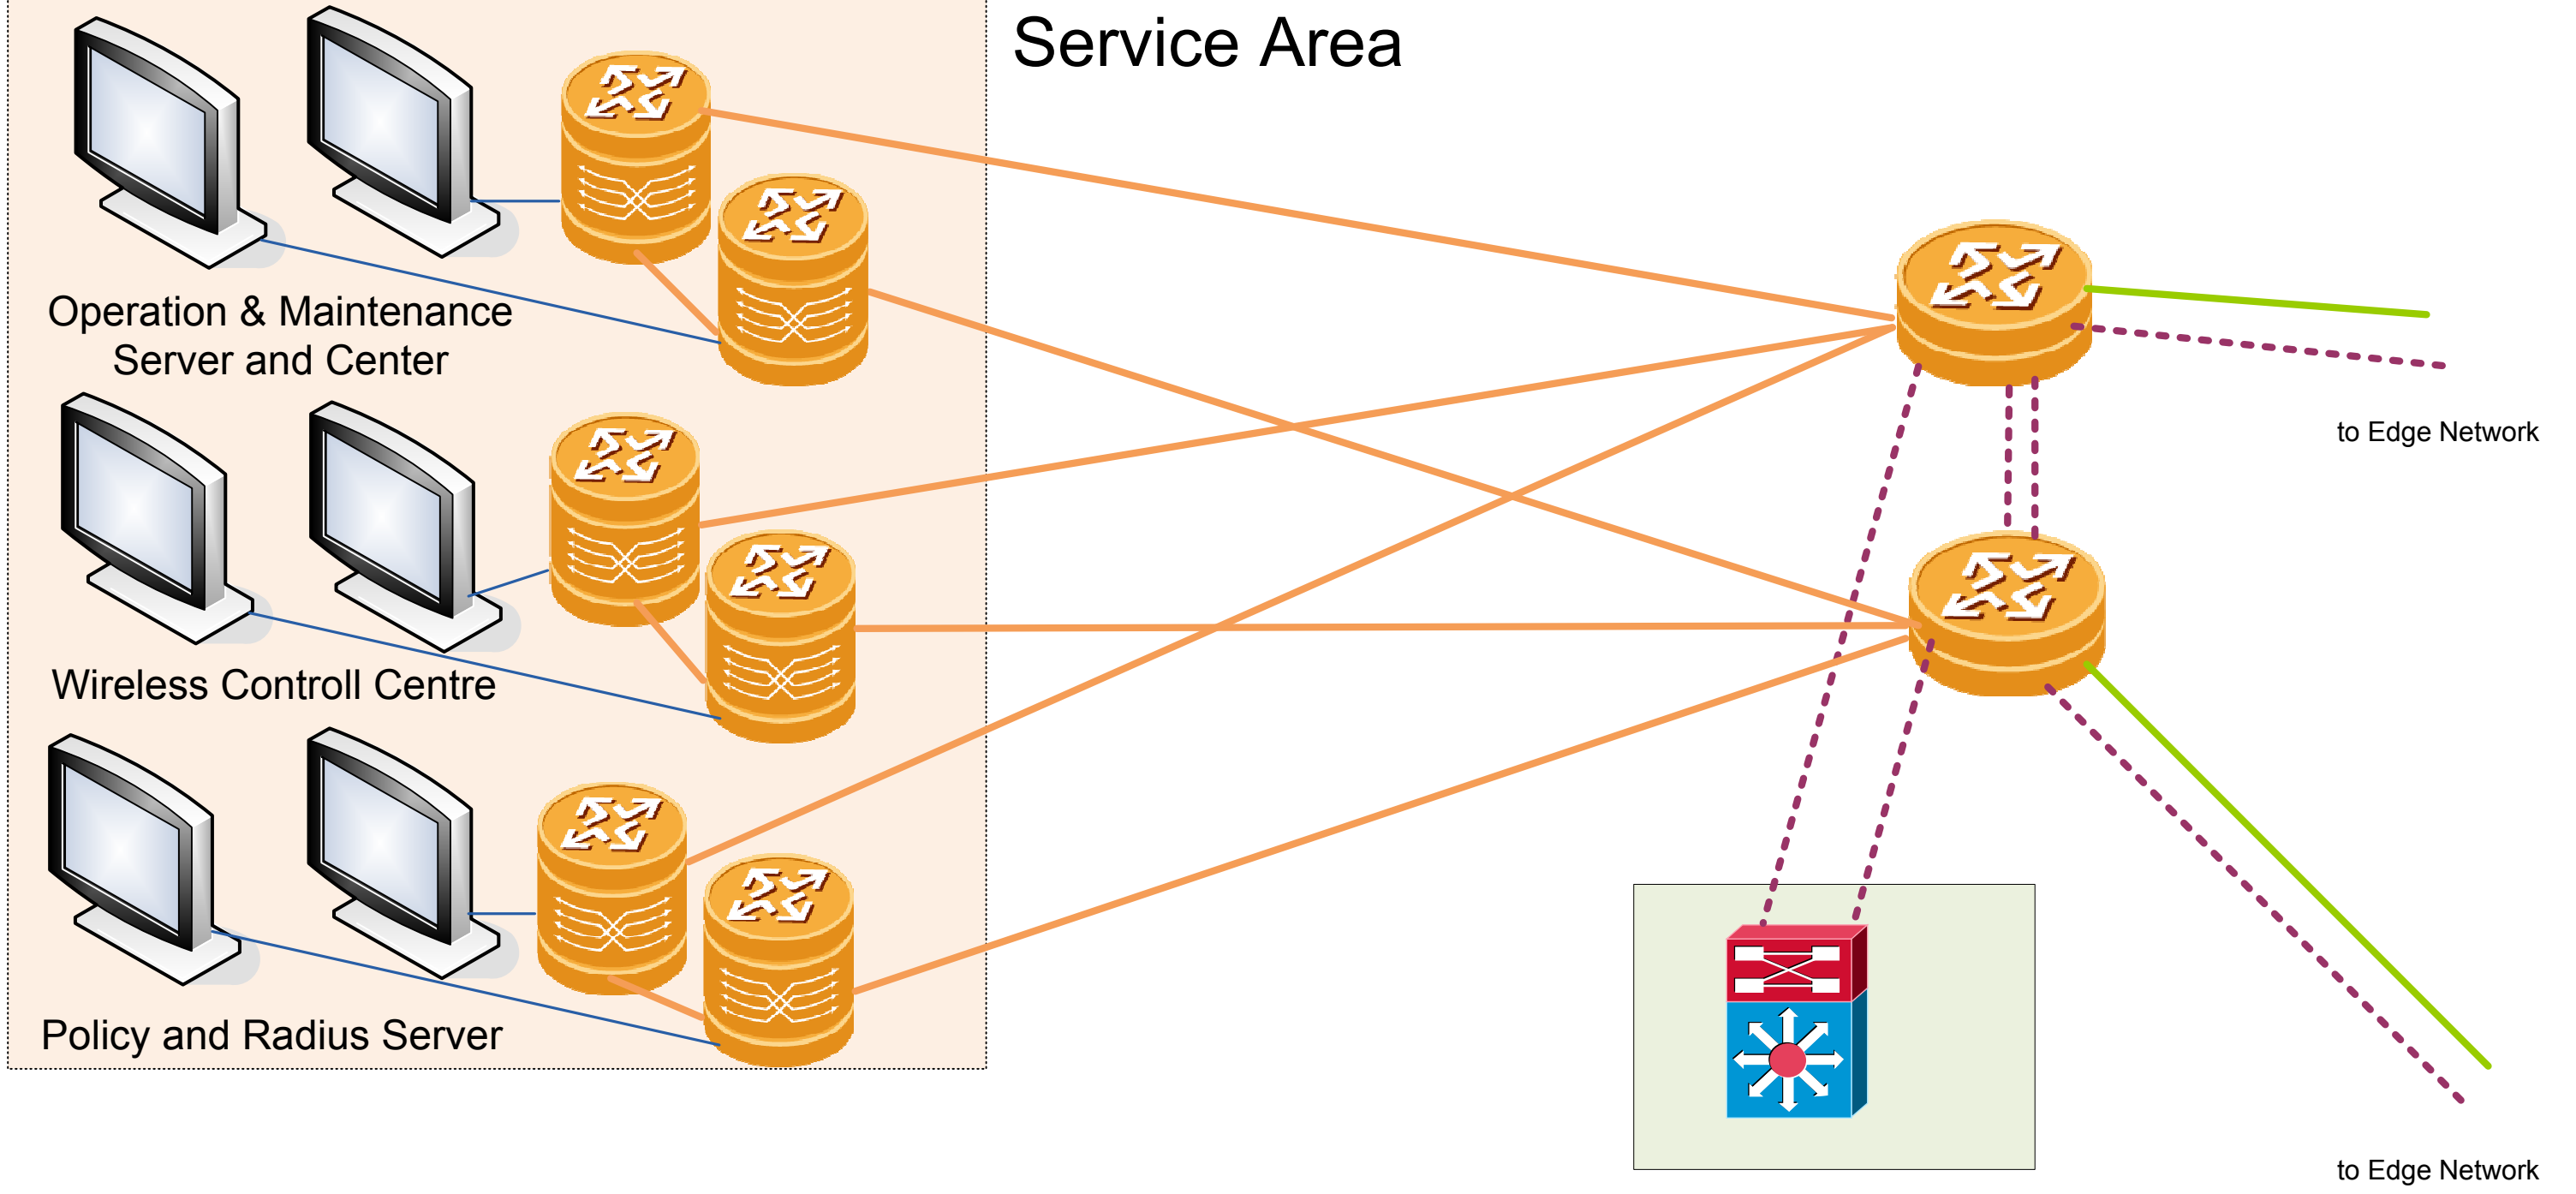 Service Area
Operation & Maintenance
Server and Center
to Edge Network
Wireless Controll Centre
Policy and Radius Server
to Edge Network